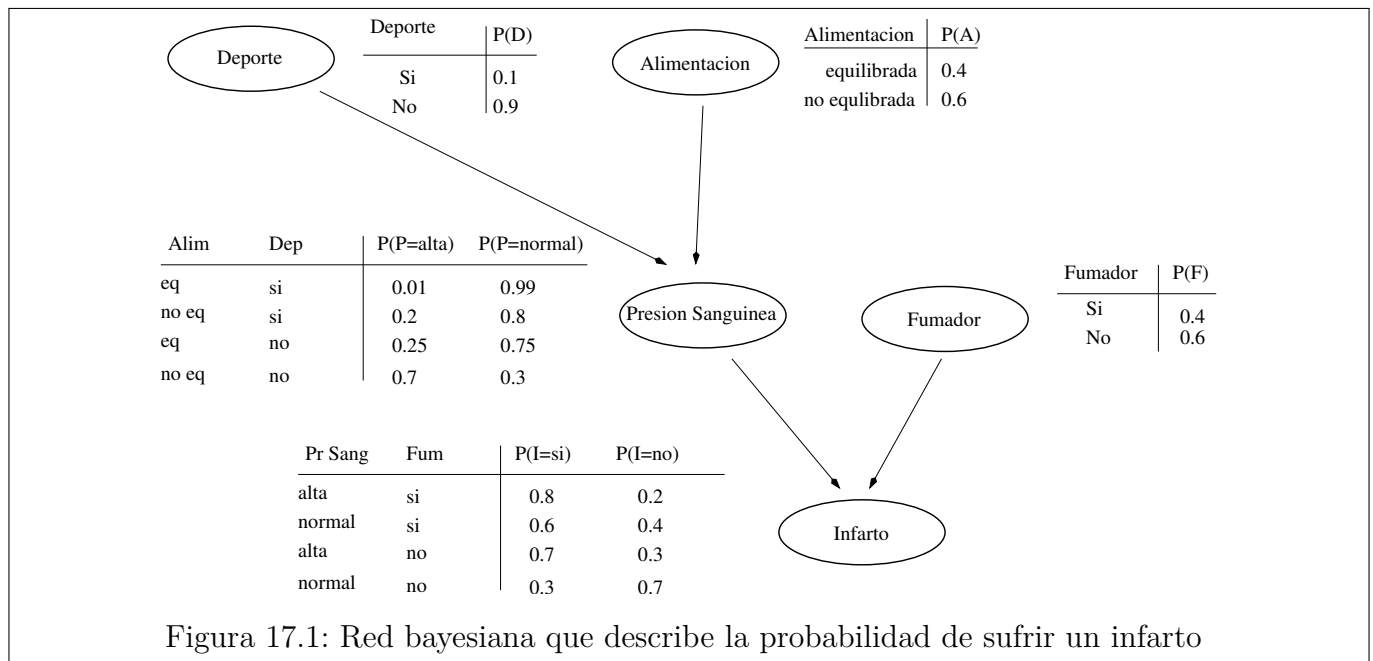 Deporte
Deporte P(D)
Si 0.1
No 0.9
Alimentacion
Alimentacion P(A)
equilibrada 0.4
no equlibrada 0.6
Alim Dep P(P=alta) P(P=normal)
eq si 0.01 0.99
no eq si 0.2 0.8
eq no 0.25 0.75
no eq no 0.7 0.3
Presion Sanguinea
Fumador
Fumador P(F)
Si 0.4
No 0.6
Pr Sang Fum P(I=si) P(I=no)
alta si 0.8 0.2
normal si 0.6 0.4
alta no 0.7 0.3
normal no 0.3 0.7
Infarto
Figura 17.1: Red bayesiana que describe la probabilidad de sufrir un infarto